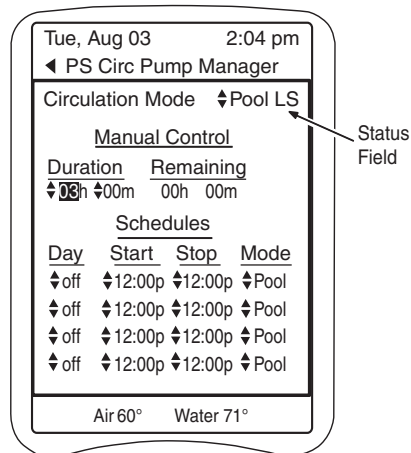 Tue, Aug 03 2:04 pm
◀ PS Circ Pump Manager
Circulation Mode ♦Pool LS
Status
Field
Manual Control
Duration Remaining
♦03h ♦00m 00h 00m
Schedules
Day Start Stop Mode
♦off ♦12:00p ♦12:00p ♦Pool
♦off ♦12:00p ♦12:00p ♦Pool
♦off ♦12:00p ♦12:00p ♦Pool
♦off ♦12:00p ♦12:00p ♦Pool
Air 60° Water 71°